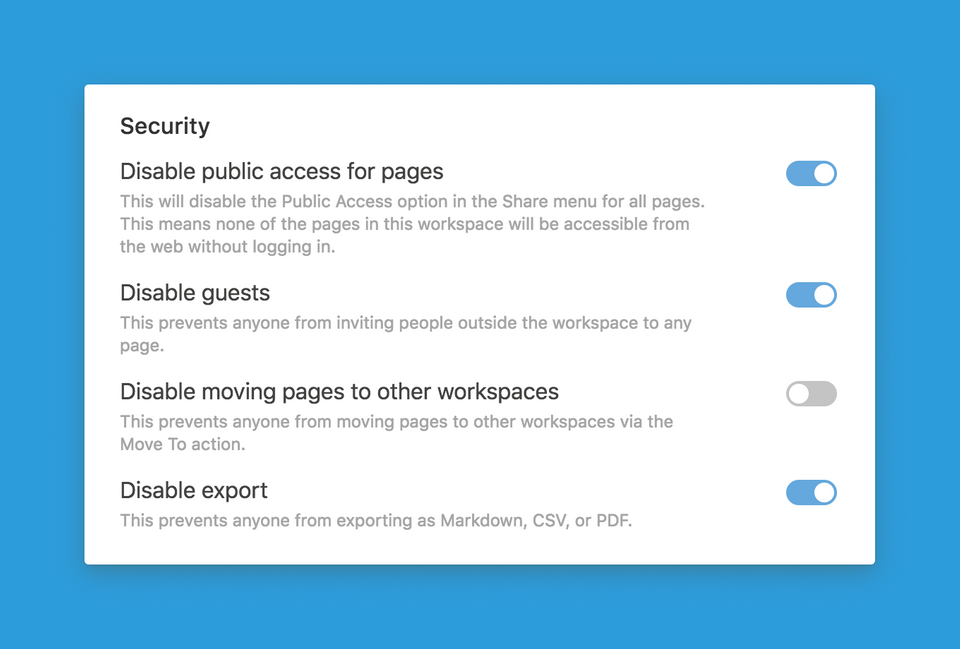 Security
Disable public access for pages
This will disable the Public Access option in the Share menu for all pages.
This means none of the pages in this workspace will be accessible from
the web without logging in.
Disable guests
This prevents anyone from inviting people outside the workspace to any
page.
Disable moving pages to other workspaces
This prevents anyone from moving pages to other workspaces via the
Move To action.
Disable export
This prevents anyone from exporting as Markdown, CSV, or PDF.